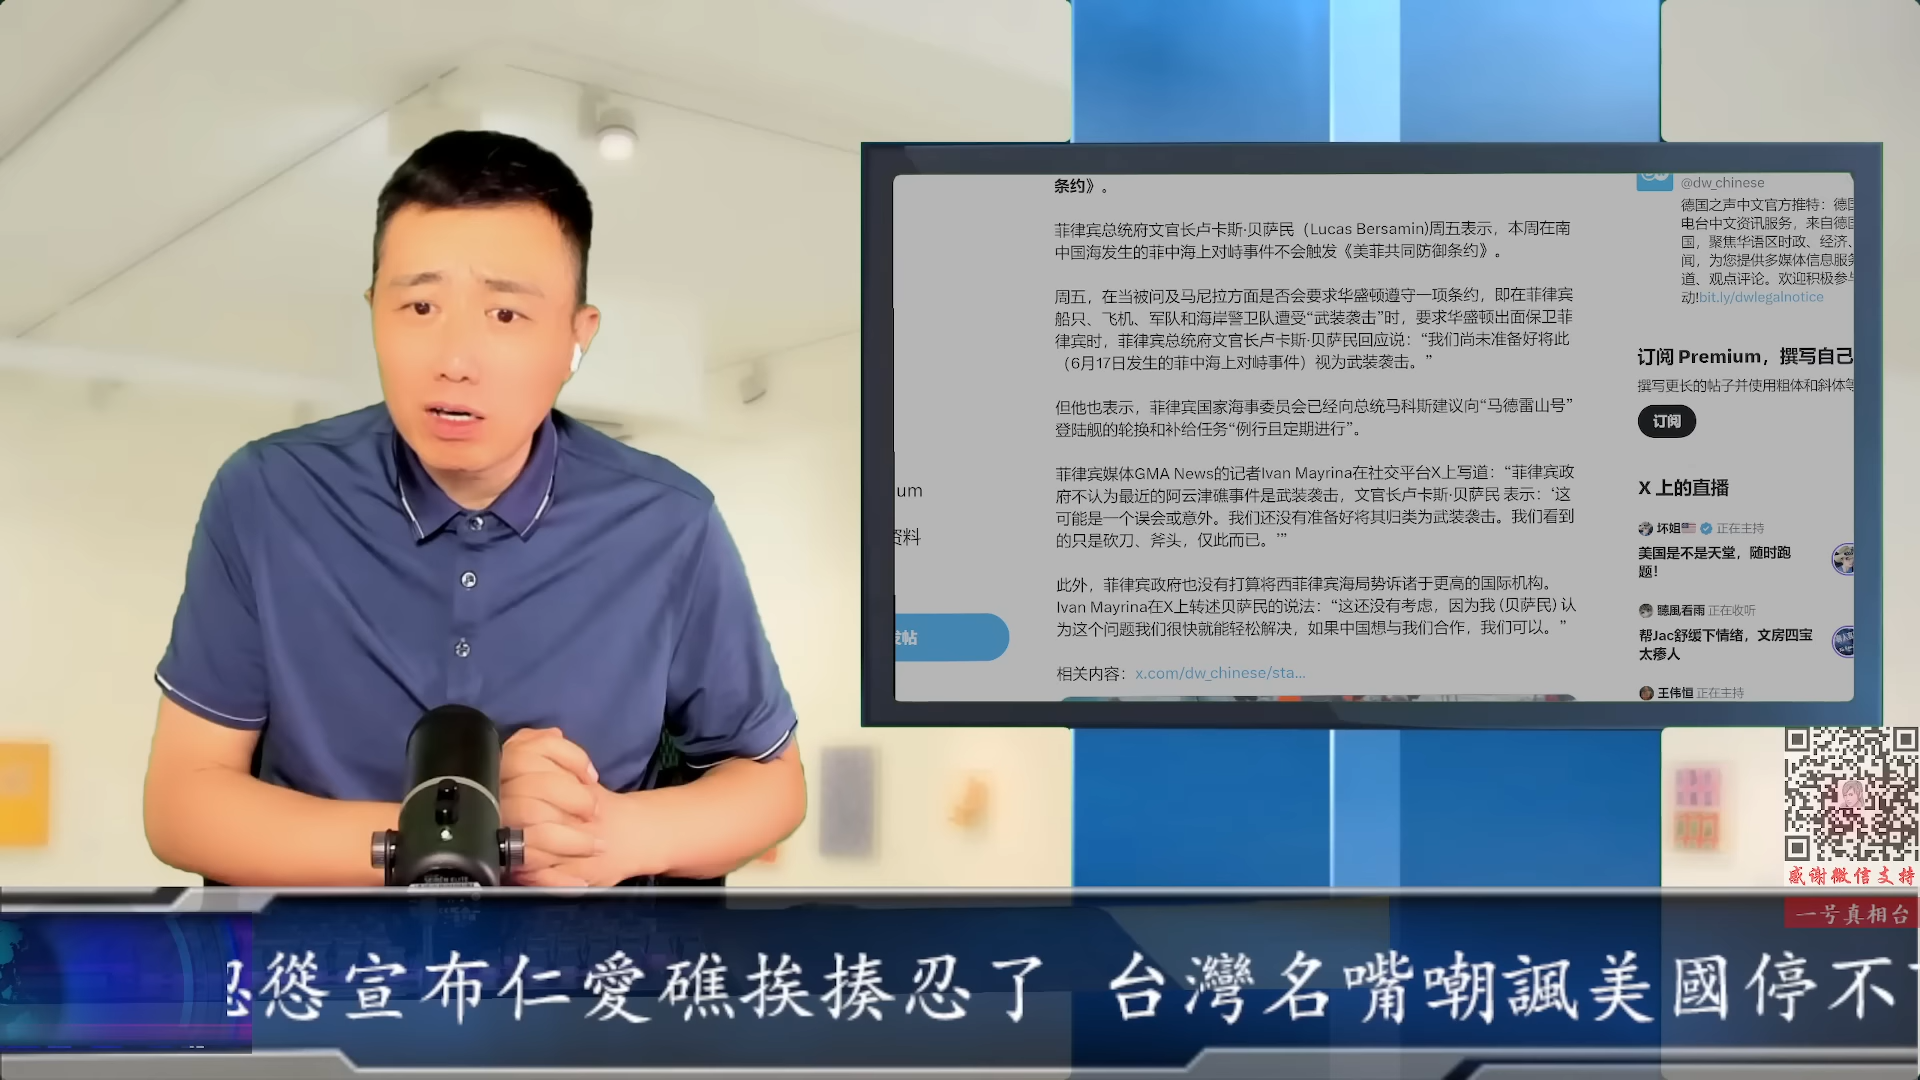 条约》。
菲律宾总统府文官长卢卡斯·贝萨民（Lucas Bersamin)周五表示，本周在南
中国海发生的菲中海上对峙事件不会触发《美菲共同防御条约》。
周五，在当被问及马尼拉方面是否会要求华盛顿遵守一项条约，即在菲律宾
船只、飞机、军队和海岸警卫队遭受“武装袭击”时，要求华盛顿出面保卫菲
律宾时，菲律宾总统府文官长卢卡斯·贝萨民回应说：“我们尚未准备好将此
（6月17日发生的菲中海上对峙事件）视为武装袭击。”
但他也表示，菲律宾国家海事委员会已经向总统马科斯建议向“马德雷山号”
登陆舰的轮换和补给任务“例行且定期进行”。
菲律宾媒体GMA News的记者Ivan Mayrina在社交平台X上写道：“菲律宾政
府不认为最近的阿云津礁事件是武装袭击，文官长卢卡斯·贝萨民 表示：‘这
可能是一个误会或意外。我们还没有准备好将其归类为武装袭击。我们看到
的只是砍刀、斧头，仅此而已。’”
此外，菲律宾政府也没有打算将西菲律宾海局势诉诸于更高的国际机构。
Ivan Mayrina在X上转述贝萨民的说法：“这还没有考虑，因为我 (贝萨民) 认
为这个问题我们很快就能轻松解决，如果中国想与我们合作，我们可以。”
相关内容：x.com/dw_chinese/sta...
um
资料
发帖
@dw_chinese
德国之声中文官方推特：德国
电台中文资讯服务，来自德国
国，聚焦华语区时政、经济、
闻，为您提供多媒体信息服务
道、观点评论。欢迎积极参与
动!bit.ly/dwlegalnotice
订阅 Premium，撰写自己
撰写更长的帖子并使用粗体和斜体等
订阅
X 上的直播
坏姐 正在主持
美国是不是天堂，随时跑
题！
聽風看雨 正在收听
帮Jac舒缓下情绪，文房四宝
太瘆人
王伟恒 正在主持
感谢微信支持
一号真相台
慫宣布仁愛礁挨揍忍了 台灣名嘴嘲諷美國停不